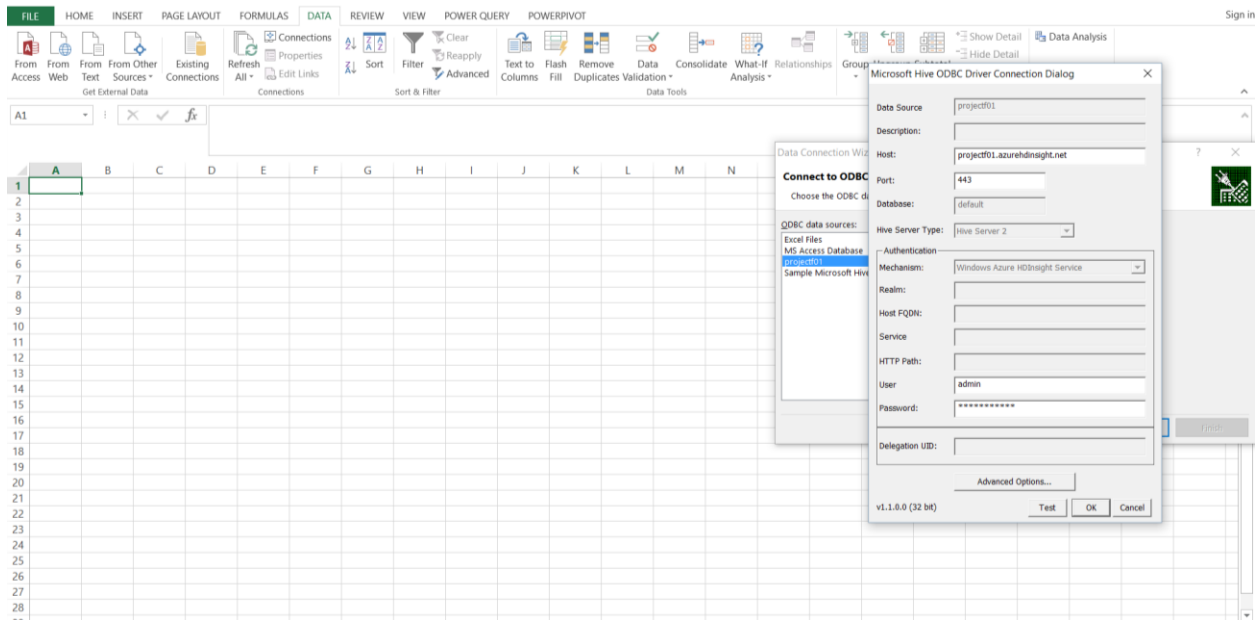 FILE HOME INSERT PAGE LAYOUT FORMULAS DATA REVIEW VIEW POWER QUERY POWERPIVOT Sign in
From Access
From Web
From Text
From Other Sources
Existing Connections
Get External Data
Refresh All
Connections
Properties
Edit Links
Connections
Sort
Filter
Clear
Reapply
Advanced
Sort & Filter
Text to Columns
Flash Fill
Remove Duplicates
Data Validation
Consolidate
What-If Analysis
Relationships
Data Tools
Group
Show Detail
Hide Detail
Data Analysis
A1
fx
A B C D E F G H I J K L M N
1
2
3
4
5
6
7
8
9
10
11
12
13
14
15
16
17
18
19
20
21
22
23
24
25
26
27
28
Data Connection Wiz
?
Connect to ODBC
Choose the ODBC da
ODBC data sources:
Excel Files
MS Access Database
projectf01
Sample Microsoft Hive
Finish
Microsoft Hive ODBC Driver Connection Dialog
Data Source projectf01
Description:
Host: projectf01.azurehdinsight.net
Port: 443
Database: default
Hive Server Type: Hive Server 2
Authentication
Mechanism: Windows Azure HDInsight Service
Realm:
Host FQDN:
Service
HTTP Path:
User admin
Password: ***********
Delegation UID:
Advanced Options...
v1.1.0.0 (32 bit) Test OK Cancel